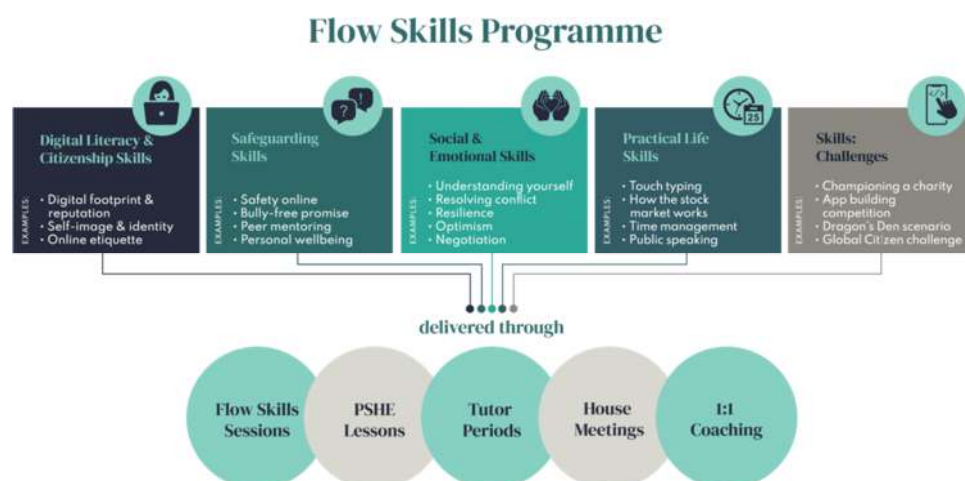 Flow Skills Programme
Digital Literacy &
Citizenship Skills
EXAMPLES:
• Digital footprint &
reputation
• Self-image & identity
• Online etiquette
?
!
Safeguarding
Skills
EXAMPLES:
• Safety online
• Bully-free promise
• Peer mentoring
• Personal wellbeing
Social &
Emotional Skills
EXAMPLES:
• Understanding yourself
• Resolving conflict
• Resilience
• Optimism
• Negotiation
25
Practical Life
Skills
EXAMPLES:
• Touch typing
• How the stock
market works
• Time management
• Public speaking
</>
Skills:
Challenges
EXAMPLES:
• Championing a charity
• App building
competition
• Dragon's Den scenario
• Global Citizen challenge
delivered through
Flow Skills
Sessions
PSHE
Lessons
Tutor
Periods
House
Meetings
1:1
Coaching